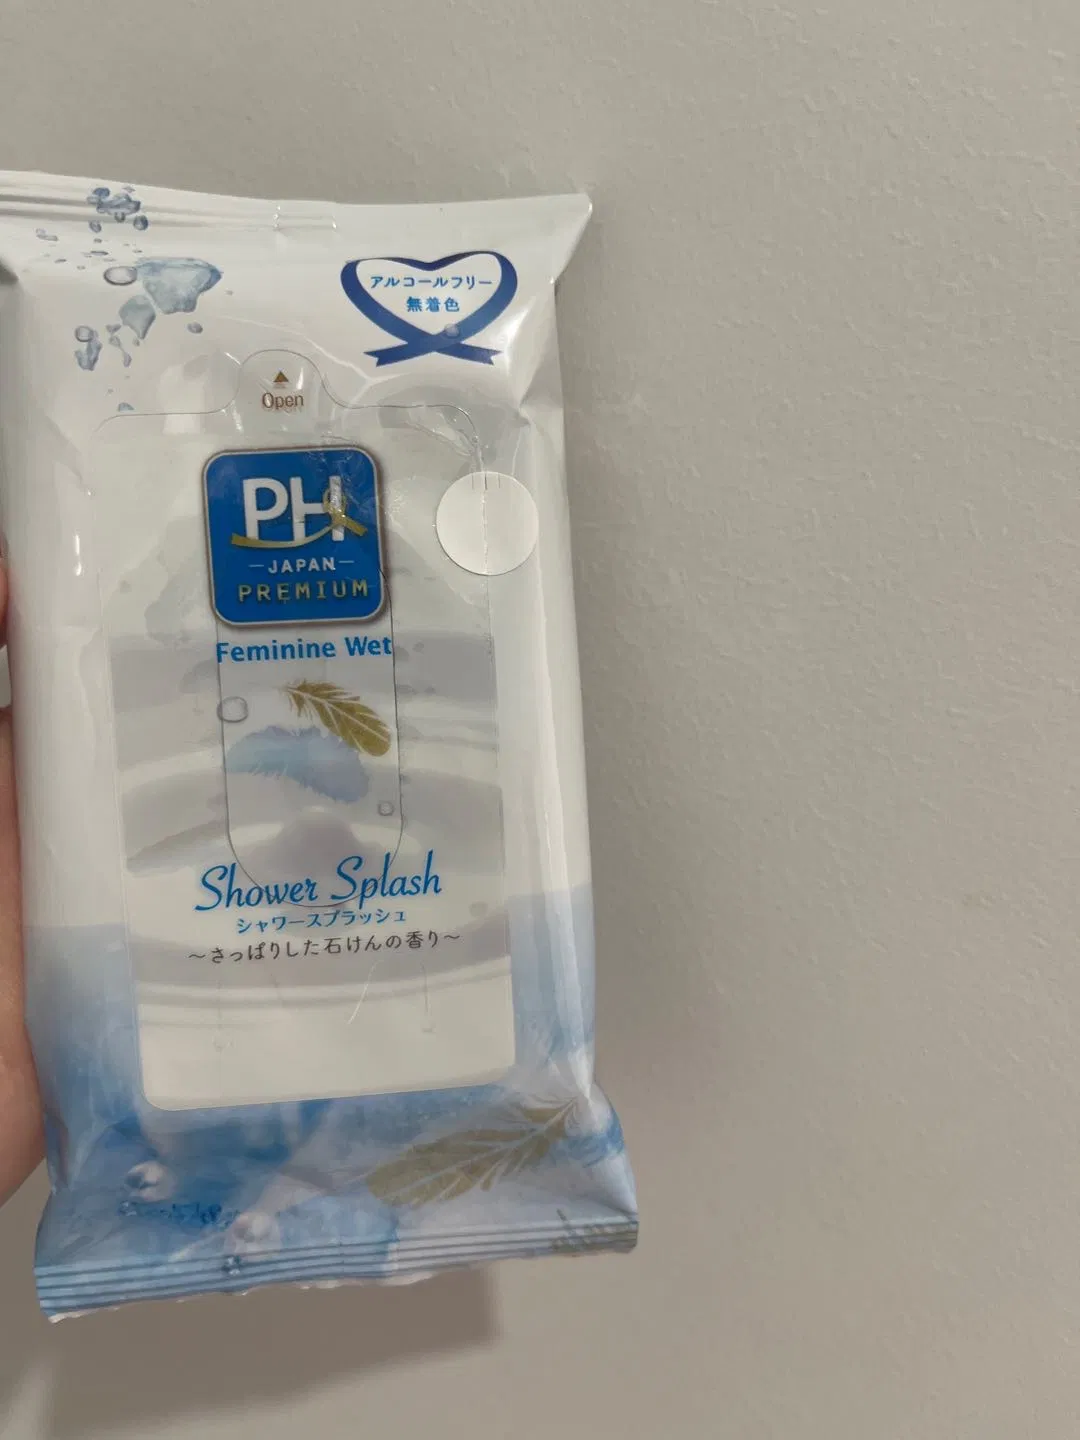 アルコールフリー
無着色
Open
PH
JAPAN
PREMIUM
Feminine Wet
Shower Splash
シャワースプラッシュ
～さっぱりした石けんの香り～